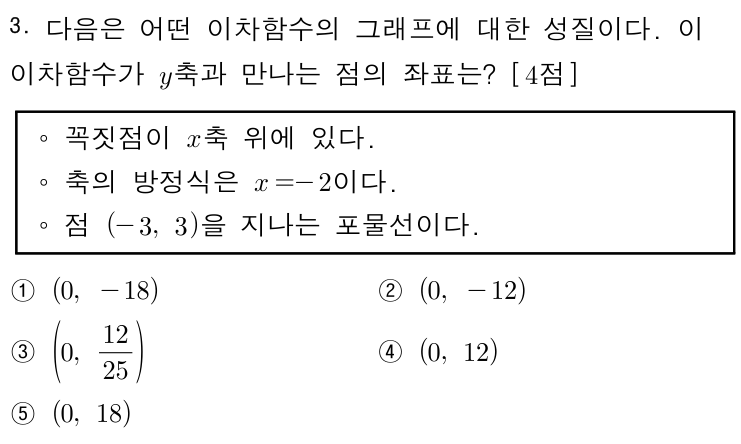 3. 다음은 어떤 이차함수의 그래프에 대한 성질이다. 이
이차함수가 y축과 만나는 점의 좌표는? [4점]
◦ 꼭짓점이 x축 위에 있다.
◦ 축의 방정식은 x=-2이다.
◦ 점 (-3, 3)을 지나는 포물선이다.
① (0, -18) ② (0, -12)
③ (0, 12/25) ④ (0, 12)
⑤ (0, 18)